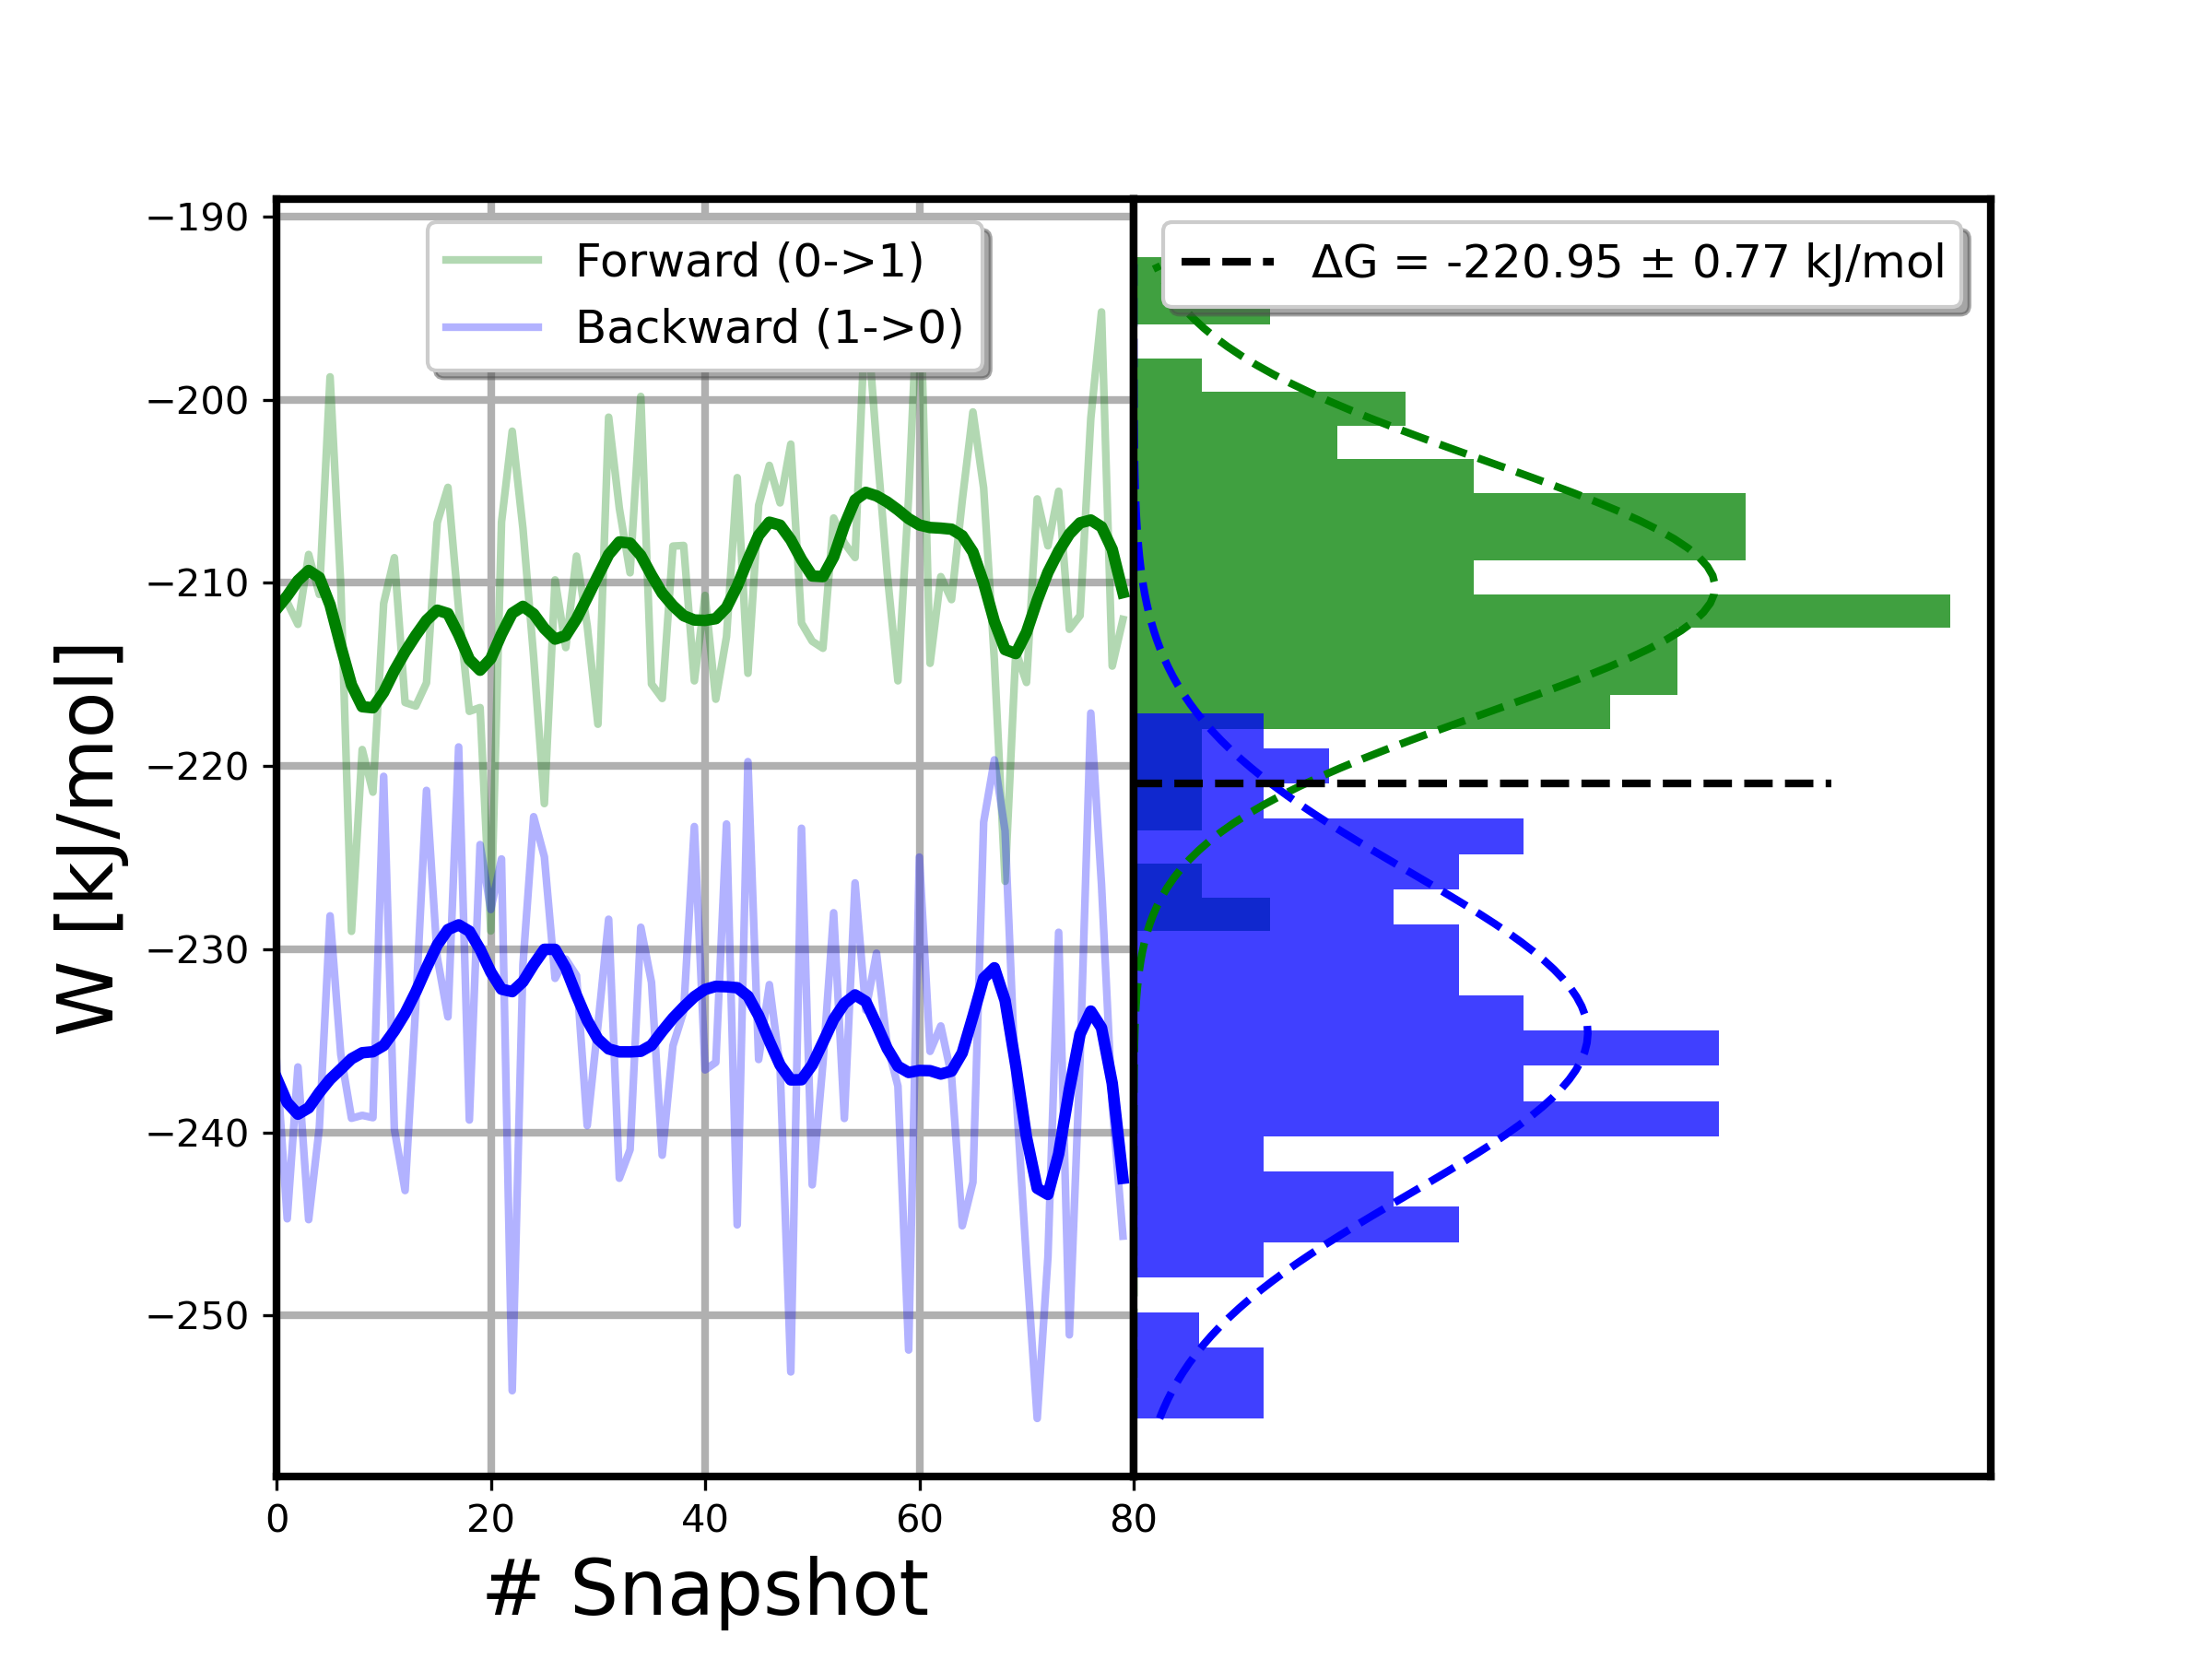 Forward (0->1)
Backward (1->0)
ΔG = -220.95 ± 0.77 kJ/mol
W [kJ/mol]
−190
−200
−210
−220
−230
−240
−250
0 20 40 60 80
# Snapshot